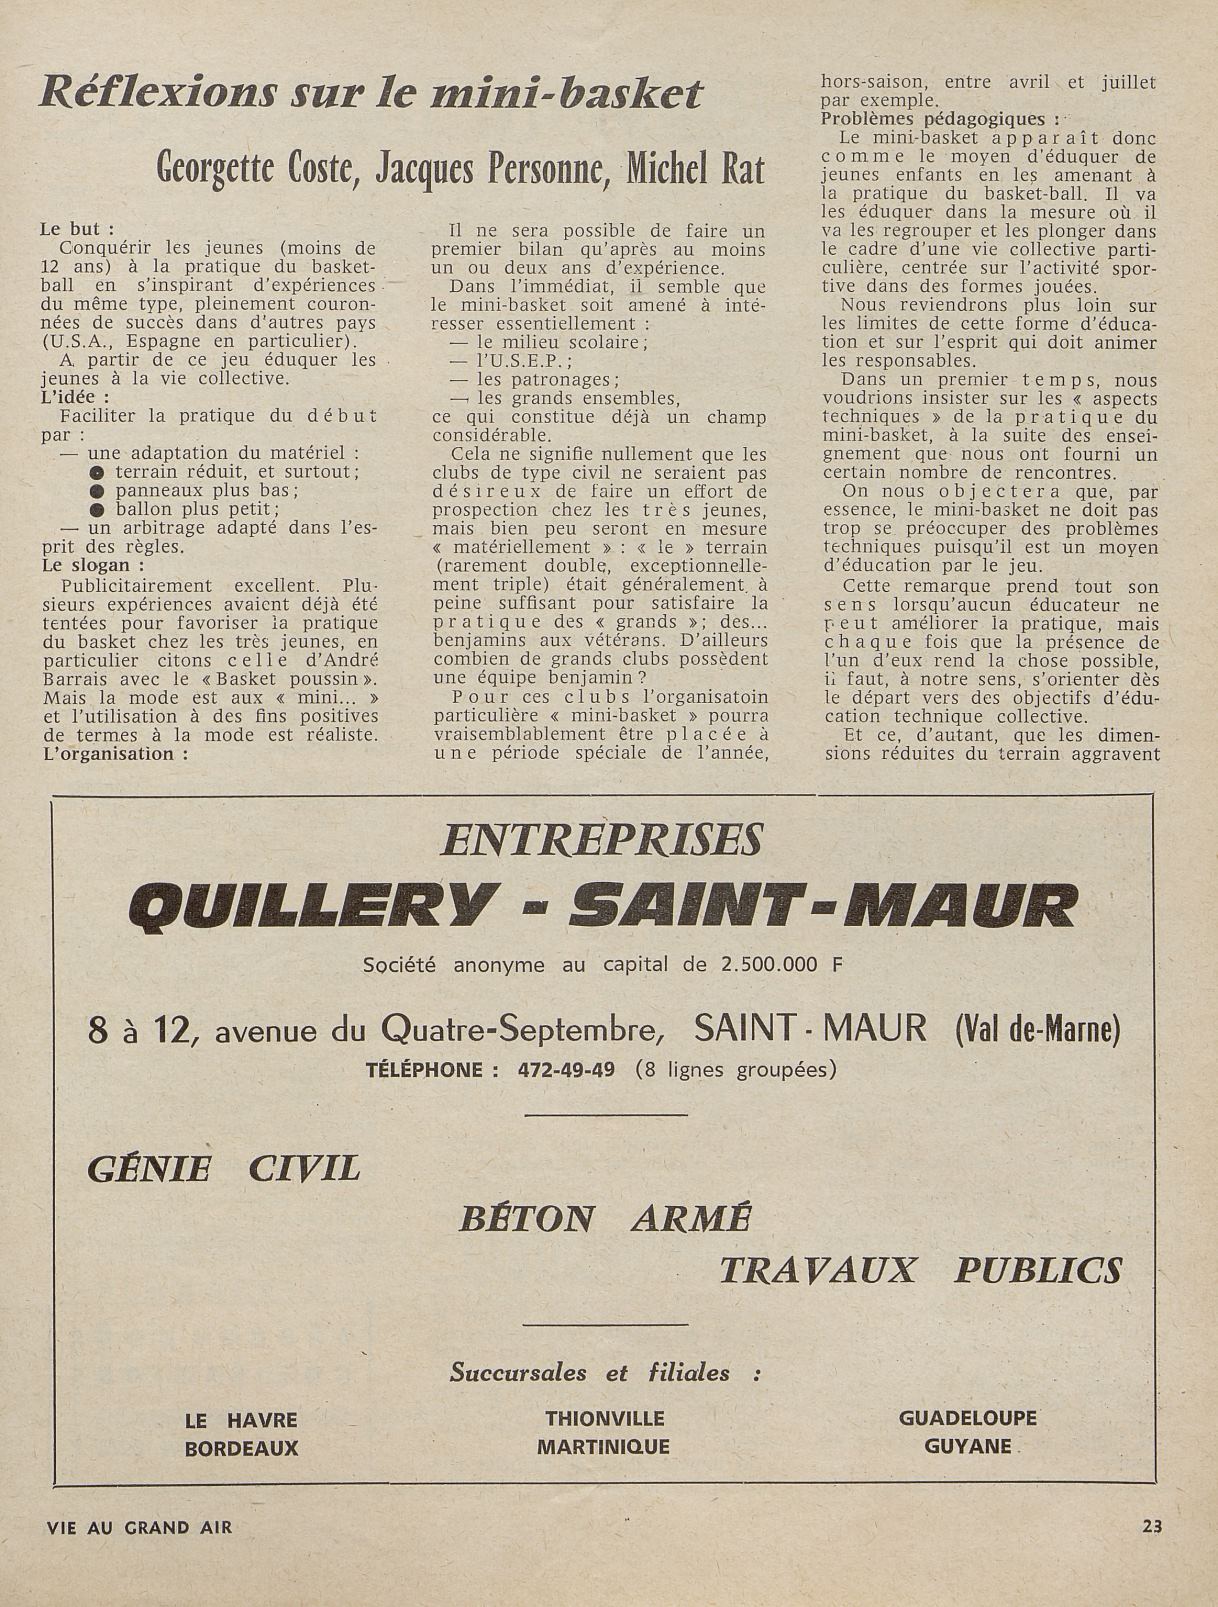 Réflexions sur le mini-basket
Georgette Coste, Jacques Personne, Michel Rat
Le but :
Conquérir les jeunes (moins de
12 ans) à la pratique du basket-
ball en s'inspirant d'expériences
du même type, pleinement couron-
nées de succès dans d'autres pays
(U.S.A., Espagne en particulier).
A partir de ce jeu éduquer les
jeunes à la vie collective.
L'idée :
Faciliter la pratique du début
par :
— une adaptation du matériel :
● terrain réduit, et surtout ;
● panneaux plus bas ;
● ballon plus petit ;
— un arbitrage adapté dans l'es-
prit des règles.
Le slogan :
Publicitairement excellent. Plu-
sieurs expériences avaient déjà été
tentées pour favoriser la pratique
du basket chez les très jeunes, en
particulier citons celle d'André
Barrais avec le « Basket poussin ».
Mais la mode est aux « mini... »
et l'utilisation à des fins positives
de termes à la mode est réaliste.
L'organisation :
Il ne sera possible de faire un
premier bilan qu'après au moins
un ou deux ans d'expérience.
Dans l'immédiat, il semble que
le mini-basket soit amené à inté-
resser essentiellement :
— le milieu scolaire ;
— l'U.S.E.P. ;
— les patronages ;
— les grands ensembles,
ce qui constitue déjà un champ
considérable.
Cela ne signifie nullement que les
clubs de type civil ne seraient pas
désireux de faire un effort de
prospection chez les très jeunes,
mais bien peu seront en mesure
« matériellement » : « le » terrain
(rarement double, exceptionnelle-
ment triple) était généralement à
peine suffisant pour satisfaire la
pratique des « grands » ; des...
benjamins aux vétérans. D'ailleurs
combien de grands clubs possèdent
une équipe benjamin ?
Pour ces clubs l'organisatoin
particulière « mini-basket » pourra
vraisemblablement être placée à
une période spéciale de l'année,
hors-saison, entre avril et juillet
par exemple.
Problèmes pédagogiques :
Le mini-basket apparaît donc
comme le moyen d'éduquer de
jeunes enfants en les amenant à
la pratique du basket-ball. Il va
les éduquer dans la mesure où il
va les regrouper et les plonger dans
le cadre d'une vie collective parti-
culière, centrée sur l'activité spor-
tive dans des formes jouées.
Nous reviendrons plus loin sur
les limites de cette forme d'éduca-
tion et sur l'esprit qui doit animer
les responsables.
Dans un premier temps, nous
voudrions insister sur les « aspects
techniques » de la pratique du
mini-basket, à la suite des ensei-
gnement que nous ont fourni un
certain nombre de rencontres.
On nous objectera que, par
essence, le mini-basket ne doit pas
trop se préoccuper des problèmes
techniques puisqu'il est un moyen
d'éducation par le jeu.
Cette remarque prend tout son
sens lorsqu'aucun éducateur ne
peut améliorer la pratique, mais
chaque fois que la présence de
l'un d'eux rend la chose possible,
il faut, à notre sens, s'orienter dès
le départ vers des objectifs d'édu-
cation technique collective.
Et ce, d'autant, que les dimen-
sions réduites du terrain aggravent
ENTREPRISES
QUILLERY - SAINT-MAUR
Société anonyme au capital de 2.500.000 F
8 à 12, avenue du Quatre-Septembre, SAINT - MAUR (Val de-Marne)
TÉLÉPHONE : 472-49-49 (8 lignes groupées)
GÉNIE CIVIL
BÉTON ARMÉ
TRAVAUX PUBLICS
Succursales et filiales :
LE HAVRE THIONVILLE GUADELOUPE
BORDEAUX MARTINIQUE GUYANE
VIE AU GRAND AIR 23